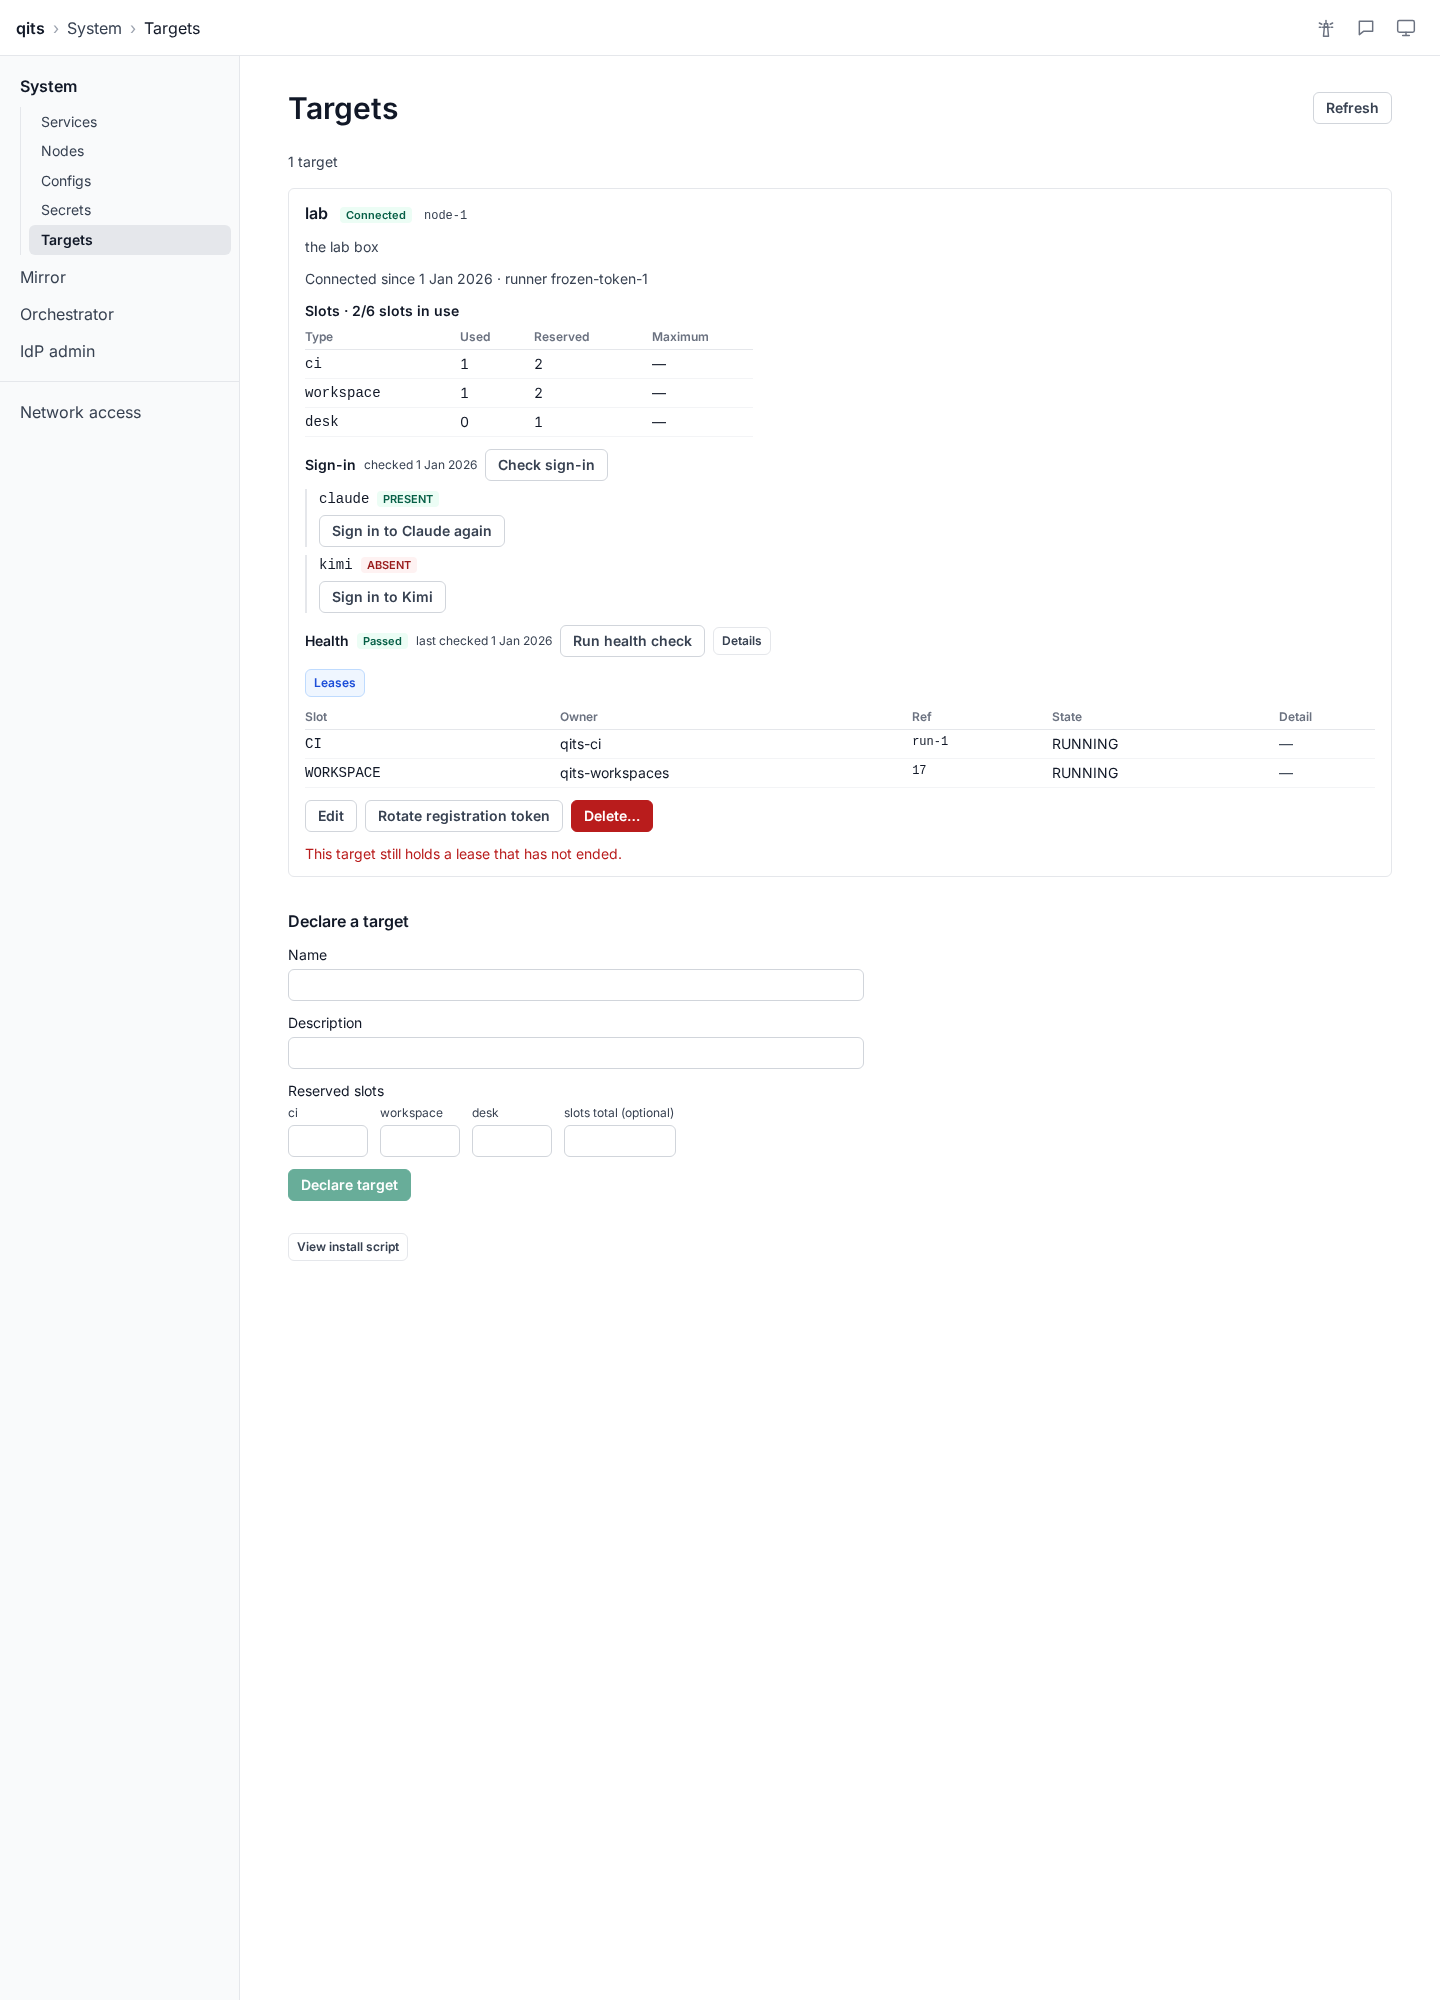 qits › System › Targets
System
Services
Nodes
Configs
Secrets
Targets
Mirror
Orchestrator
IdP admin
Network access
Targets
Refresh
1 target
lab Connected node-1
the lab box
Connected since 1 Jan 2026 · runner frozen-token-1
Slots · 2/6 slots in use
Type Used Reserved Maximum
ci 1 2 —
workspace 1 2 —
desk 0 1 —
Sign-in checked 1 Jan 2026 Check sign-in
claude PRESENT
Sign in to Claude again
kimi ABSENT
Sign in to Kimi
Health Passed last checked 1 Jan 2026 Run health check Details
Leases
Slot Owner Ref State Detail
CI qits-ci run-1 RUNNING —
WORKSPACE qits-workspaces 17 RUNNING —
Edit Rotate registration token Delete...
This target still holds a lease that has not ended.
Declare a target
Name
Description
Reserved slots
ci workspace desk slots total (optional)
Declare target
View install script